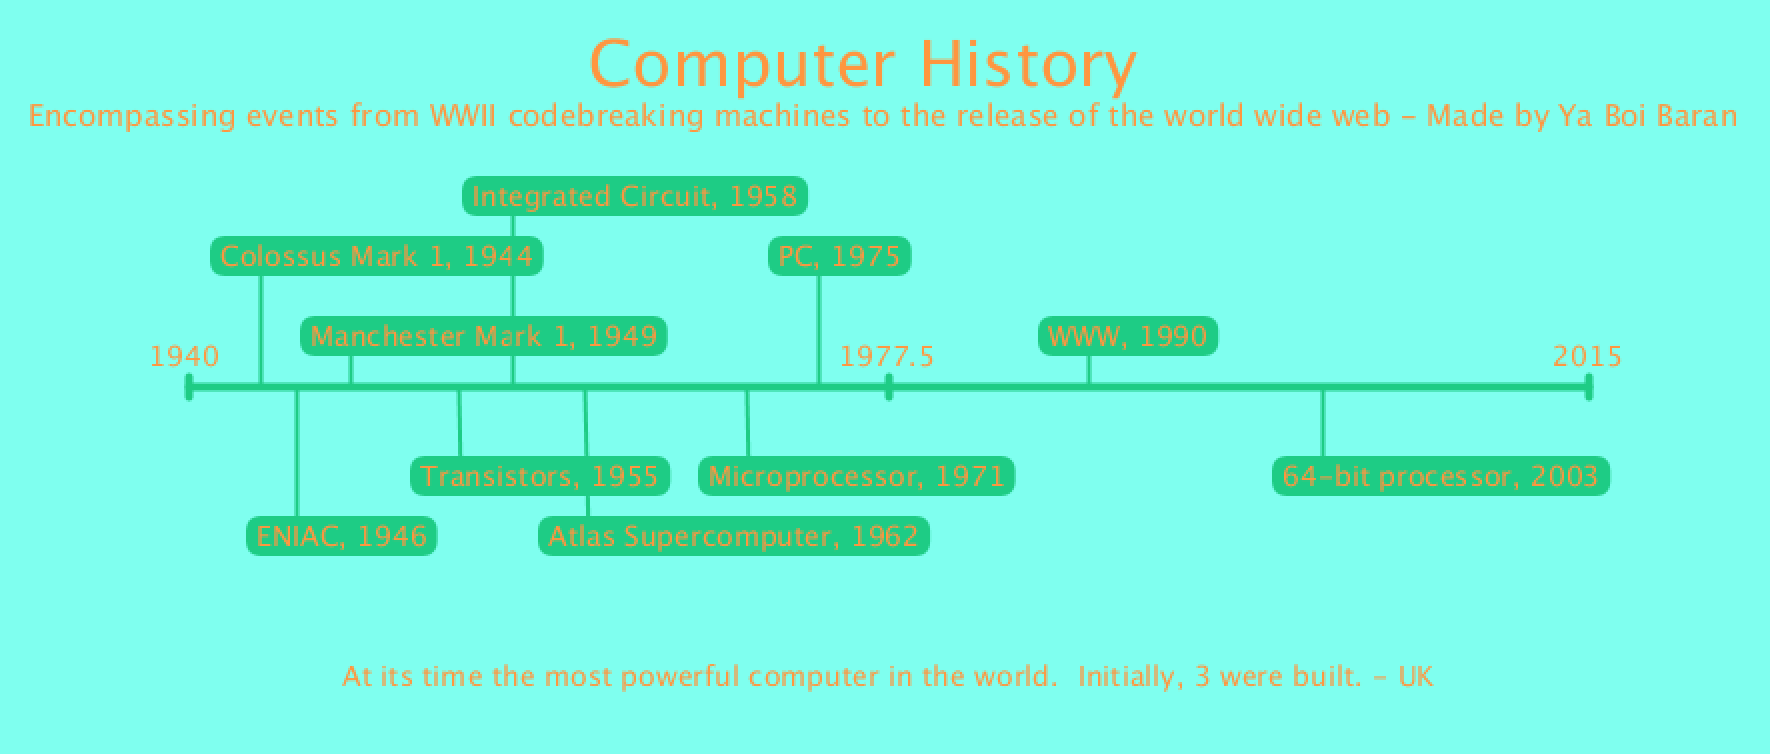 Computer History
Encompassing events from WWII codebreaking machines to the release of the world wide web – Made by Ya Boi Baran
Integrated Circuit, 1958
Colossus Mark 1, 1944
PC, 1975
Manchester Mark 1, 1949
WWW, 1990
1940
1977.5
2015
Transistors, 1955
Microprocessor, 1971
64-bit processor, 2003
ENIAC, 1946
Atlas Supercomputer, 1962
At its time the most powerful computer in the world.  Initially, 3 were built. – UK